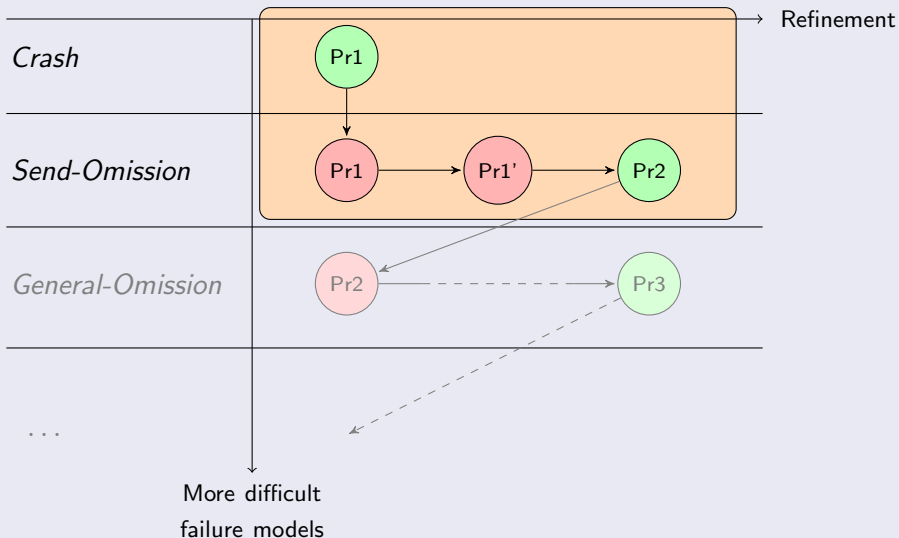 Refinement
Crash
Pr1
Send-Omission
Pr1
Pr1'
Pr2
General-Omission
Pr2
Pr3
...
More difficult
failure models